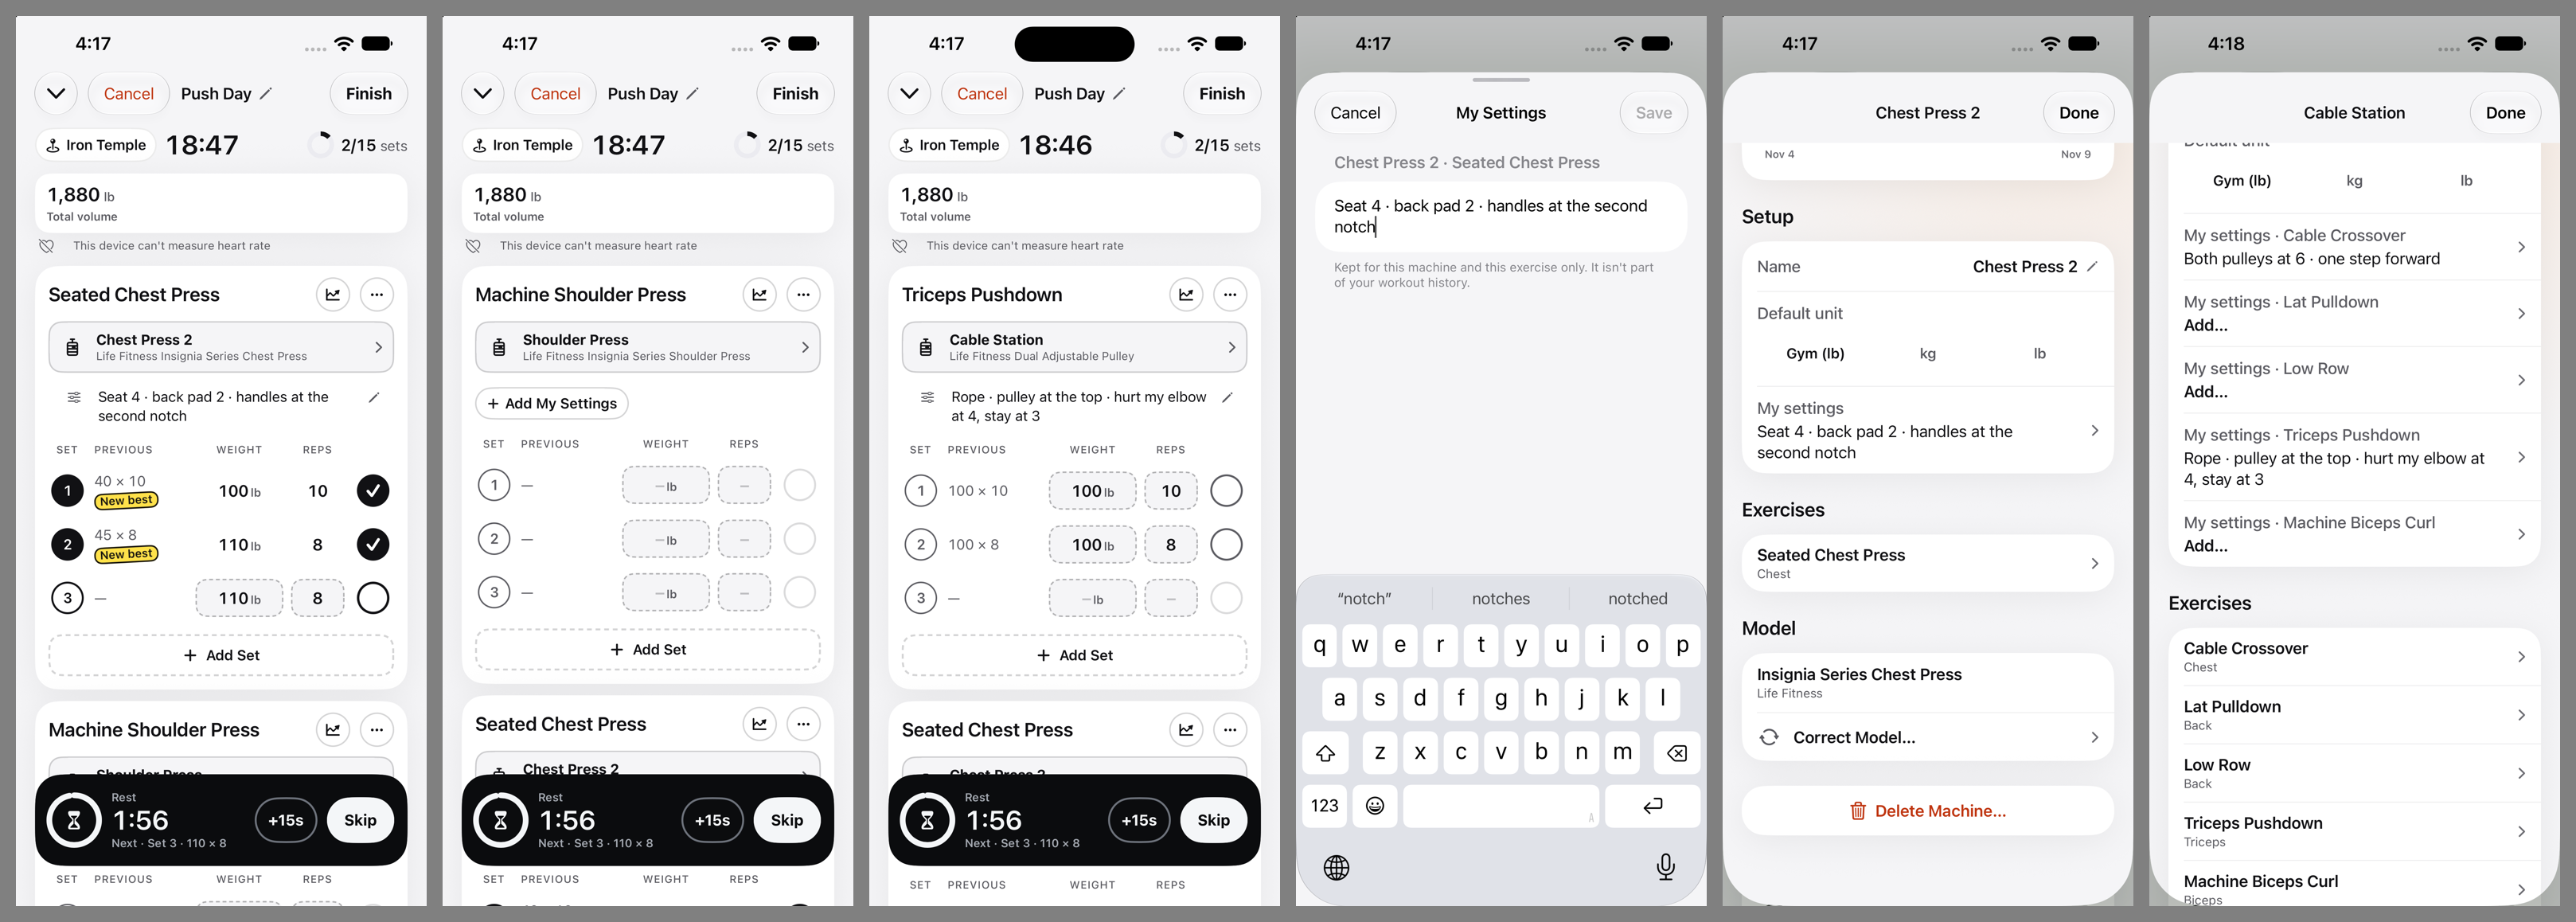 4:17
Cancel
Push Day
Finish
Iron Temple
18:47
2/15 sets
1,880 lb
Total volume
This device can't measure heart rate
Seated Chest Press
Chest Press 2
Life Fitness Insignia Series Chest Press
Seat 4 · back pad 2 · handles at the
second notch
SET PREVIOUS WEIGHT REPS
1 40 × 10 100 lb 10
New best
2 45 × 8 110 lb 8
New best
3 — 110 lb 8
+ Add Set
Machine Shoulder Press
Shoulder Press
Rest
1:56
Next · Set 3 · 110 × 8
+15s
Skip
SET PREVIOUS WEIGHT REPS
4:17
Cancel
Push Day
Finish
Iron Temple
18:47
2/15 sets
1,880 lb
Total volume
This device can't measure heart rate
Machine Shoulder Press
Shoulder Press
Life Fitness Insignia Series Shoulder Press
+ Add My Settings
SET PREVIOUS WEIGHT REPS
1 — – lb –
2 — – lb –
3 — – lb –
+ Add Set
Seated Chest Press
Chest Press 2
Rest
1:56
Next · Set 3 · 110 × 8
+15s
Skip
SET PREVIOUS WEIGHT REPS
4:17
Cancel
Push Day
Finish
Iron Temple
18:46
2/15 sets
1,880 lb
Total volume
This device can't measure heart rate
Triceps Pushdown
Cable Station
Life Fitness Dual Adjustable Pulley
Rope · pulley at the top · hurt my elbow
at 4, stay at 3
SET PREVIOUS WEIGHT REPS
1 100 × 10 100 lb 10
2 100 × 8 100 lb 8
3 — – lb –
+ Add Set
Seated Chest Press
Chest Press 2
Rest
1:56
Next · Set 3 · 110 × 8
+15s
Skip
SET PREVIOUS WEIGHT REPS
4:17
Cancel
My Settings
Save
Chest Press 2 · Seated Chest Press
Seat 4 · back pad 2 · handles at the second
notch
Kept for this machine and this exercise only. It isn't part
of your workout history.
“notch” notches notched
q w e r t y u i o p
a s d f g h j k l
z x c v b n m
123
A
4:17
Chest Press 2
Done
Nov 4 Nov 9
Setup
Name Chest Press 2
Default unit
Gym (lb) kg lb
My settings
Seat 4 · back pad 2 · handles at the
second notch
Exercises
Seated Chest Press
Chest
Model
Insignia Series Chest Press
Life Fitness
Correct Model...
Delete Machine...
4:18
Cable Station
Done
Default unit
Gym (lb) kg lb
My settings · Cable Crossover
Both pulleys at 6 · one step forward
My settings · Lat Pulldown
Add...
My settings · Low Row
Add...
My settings · Triceps Pushdown
Rope · pulley at the top · hurt my elbow at
4, stay at 3
My settings · Machine Biceps Curl
Add...
Exercises
Cable Crossover
Chest
Lat Pulldown
Back
Low Row
Back
Triceps Pushdown
Triceps
Machine Biceps Curl
Biceps